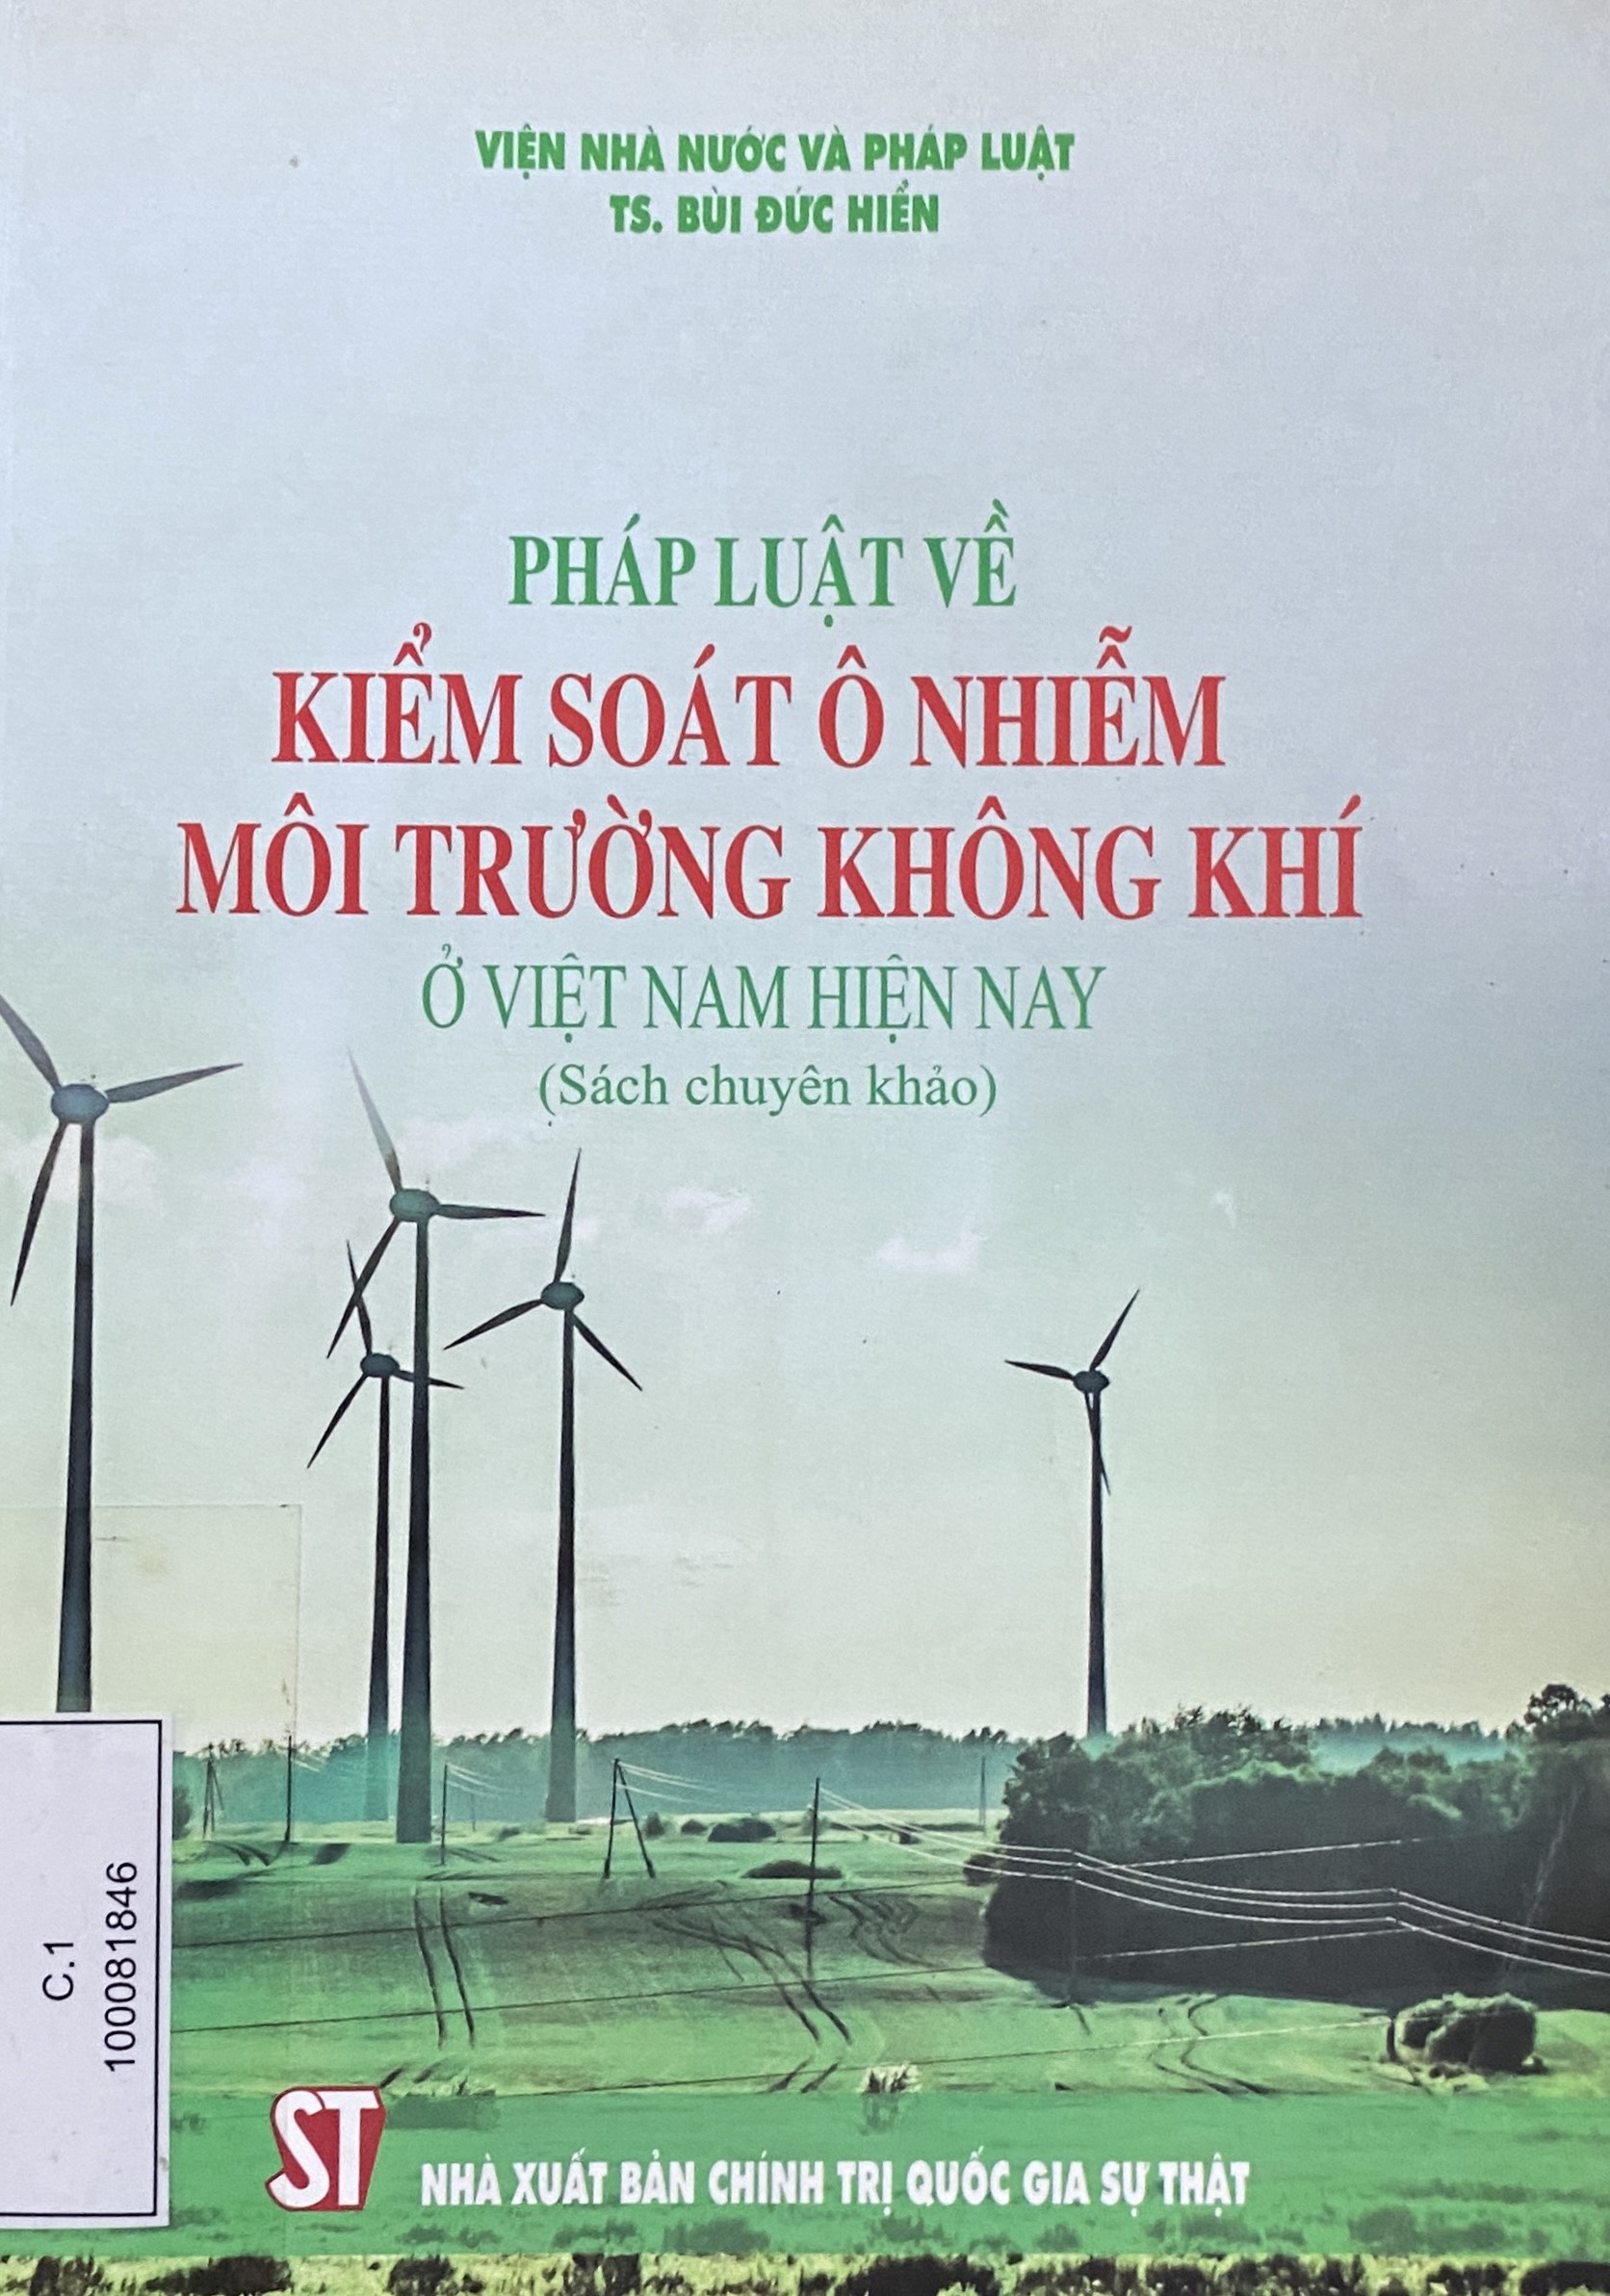 VIỆN NHÀ NƯỚC VÀ PHÁP LUẬT
TS. BÙI ĐỨC HIỂN
PHÁP LUẬT VỀ
KIỂM SOÁT Ô NHIỄM
MÔI TRƯỜNG KHÔNG KHÍ
Ở VIỆT NAM HIỆN NAY
(Sách chuyên khảo)
C.1
100081846
ST
NHÀ XUẤT BẢN CHÍNH TRỊ QUỐC GIA SỰ THẬT